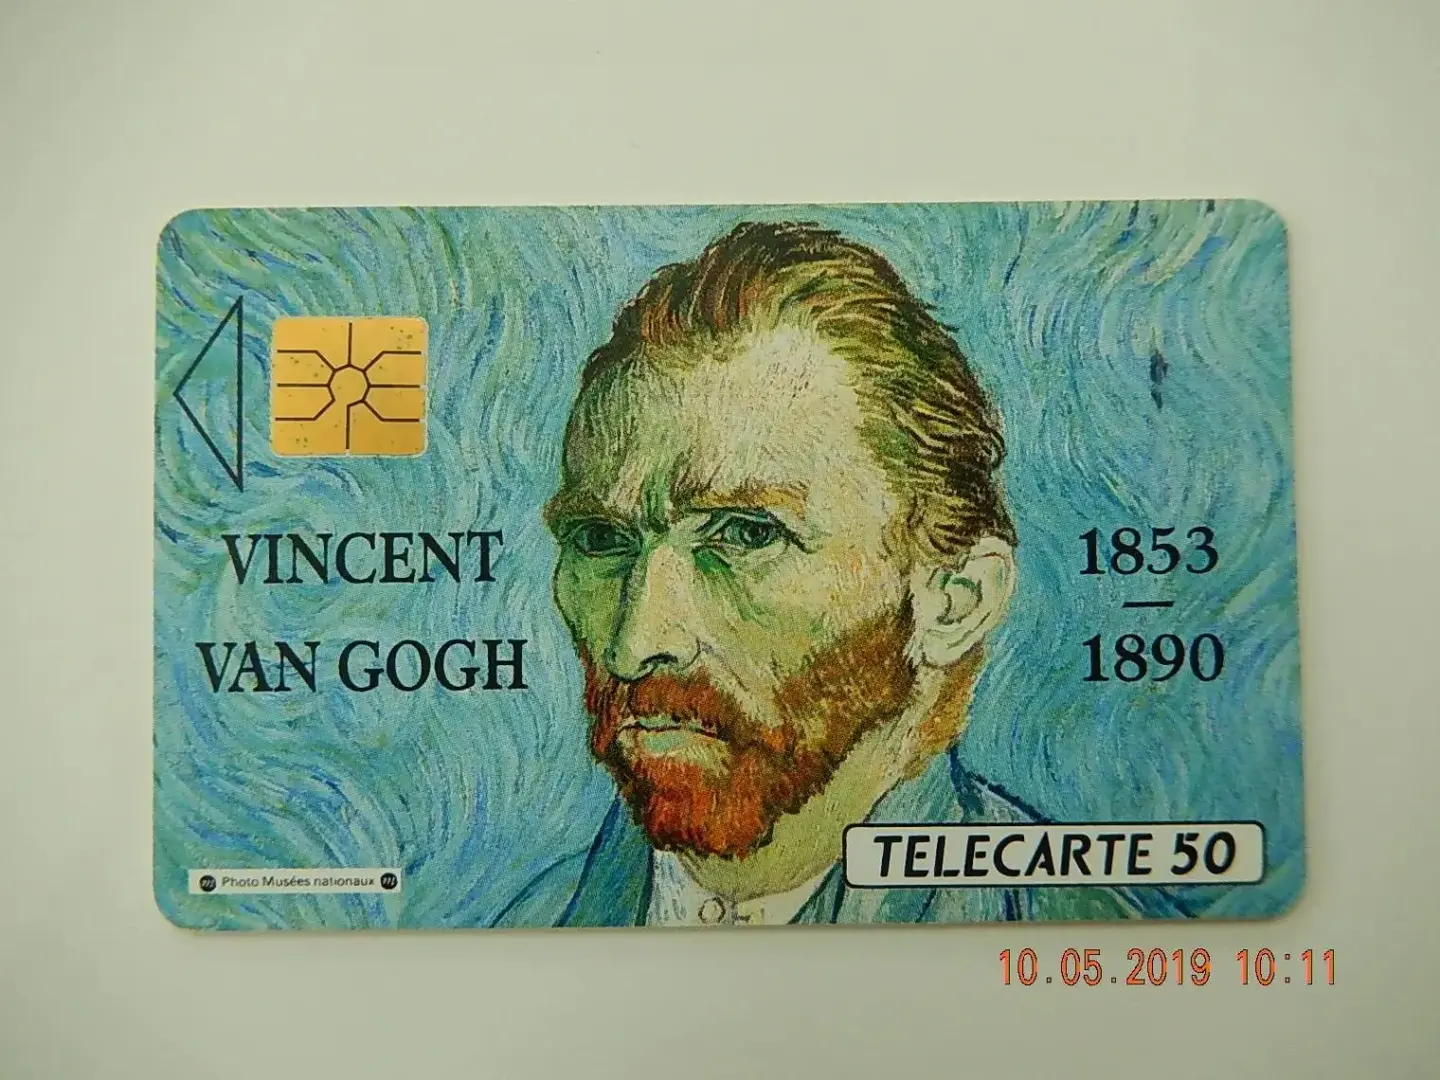 VINCENT
VAN GOGH
1853
—
1890
TELECARTE 50
m Photo Musées nationaux m
10.05.2019 10:11